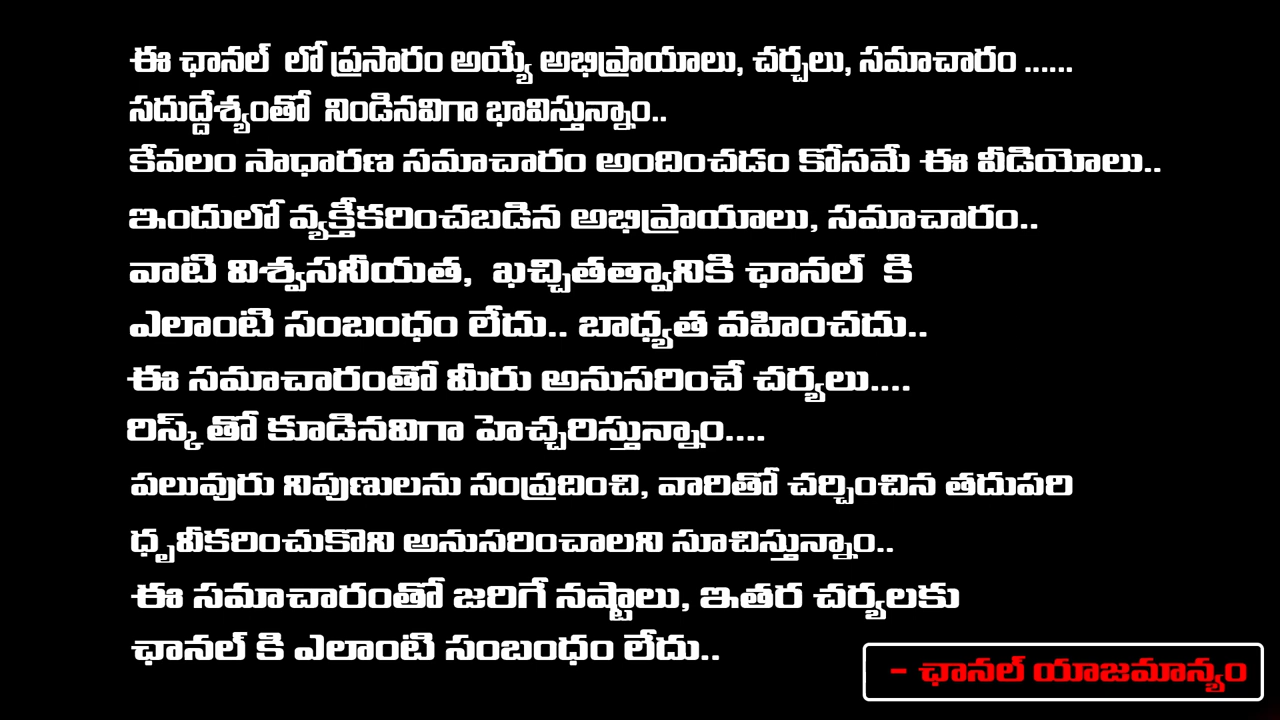 ఈ ఛానల్ లో ప్రసారం అయ్యే అభిప్రాయాలు, చర్చలు, సమాచారం ......
సదుద్దేశ్యంతో నిండినవిగా భావిస్తున్నాం..
కేవలం సాధారణ సమాచారం అందించడం కోసమే ఈ వీడియోలు..
ఇందులో వ్యక్తీకరించబడిన అభిప్రాయాలు, సమాచారం..
వాటి విశ్వసనీయత, ఖచ్చితత్వానికి ఛానల్ కి
ఎలాంటి సంబంధం లేదు.. బాధ్యత వహించదు..
ఈ సమాచారంతో మీరు అనుసరించే చర్యలు....
రిస్క్ తో కూడినవిగా హెచ్చరిస్తున్నాం....
పలువురు నిపుణులను సంప్రదించి, వారితో చర్చించిన తదుపరి
ధృవీకరించుకొని అనుసరించాలని సూచిస్తున్నాం..
ఈ సమాచారంతో జరిగే నష్టాలు, ఇతర చర్యలకు
ఛానల్ కి ఎలాంటి సంబంధం లేదు..
- ఛానల్ యాజమాన్యం